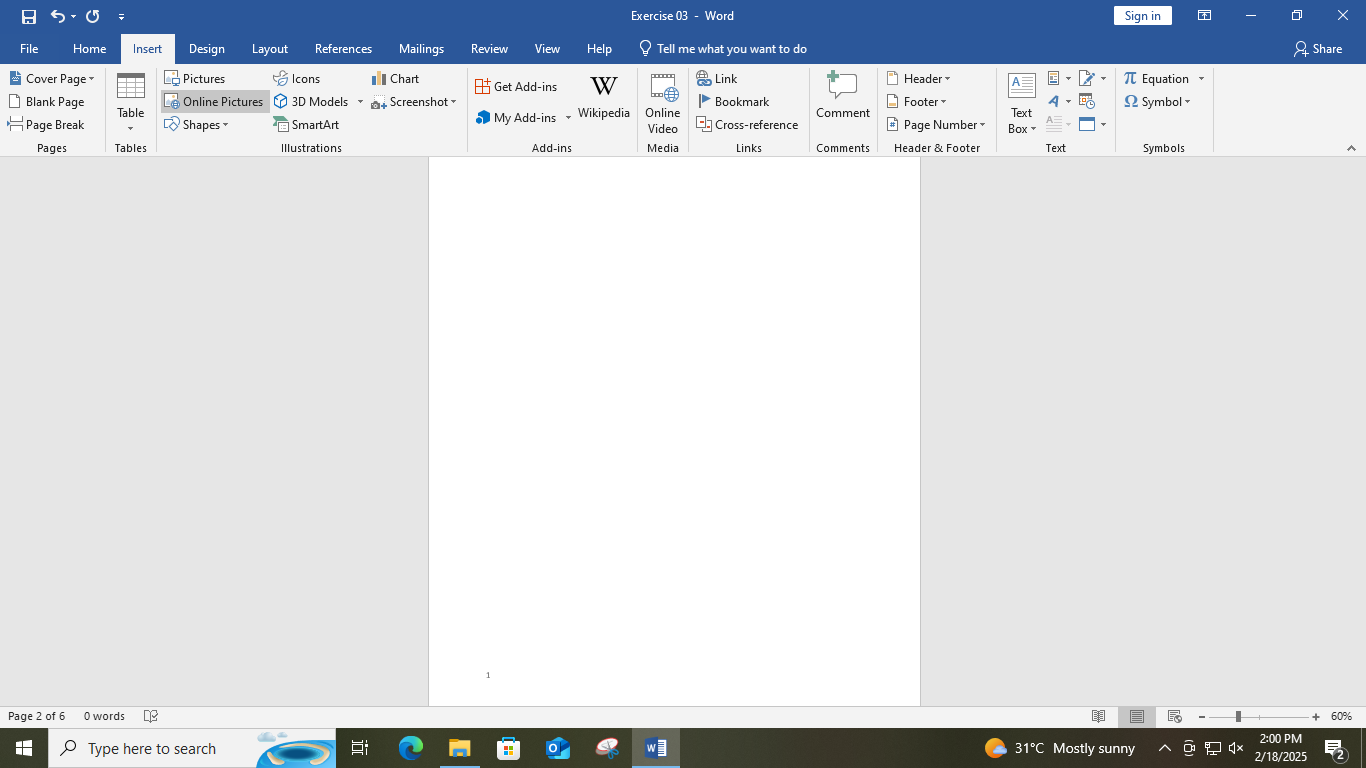 Exercise 03 - Word
Sign in
File Home Insert Design Layout References Mailings Review View Help Tell me what you want to do Share
Cover Page
Blank Page
Page Break
Pages
Table
Tables
Pictures
Online Pictures
Shapes
Icons
3D Models
SmartArt
Chart
Screenshot
Illustrations
Get Add-ins
My Add-ins
W
Wikipedia
Add-ins
Online
Video
Media
Link
Bookmark
Cross-reference
Links
Comment
Comments
Header
Footer
Page Number
Header & Footer
A
Text
Box
A
A
Text
π Equation
Ω Symbol
Symbols
1
Page 2 of 6 0 words 60%
Type here to search
W
31°C Mostly sunny
2:00 PM
2/18/2025
2